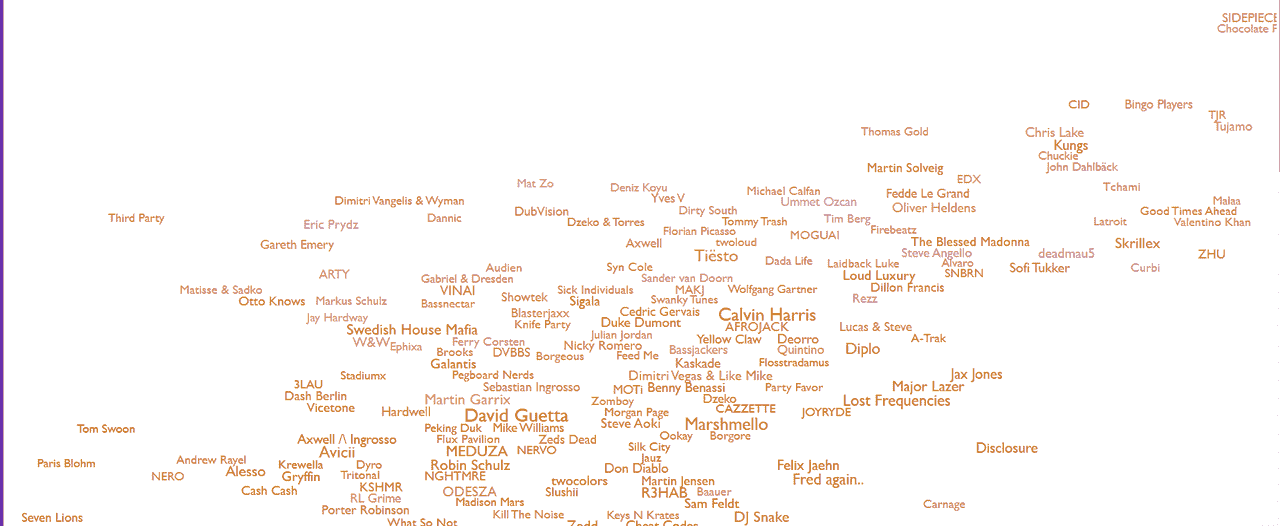 SIDEPIECE
Chocolate P
CID
Bingo Players
TJR
Tujamo
Thomas Gold
Chris Lake
Kungs
Chuckie
John Dahlbäck
Martin Solveig
EDX
Mat Zo
Deniz Koyu
Yves V
Michael Calfan
Ummet Ozcan
Fedde Le Grand
Oliver Heldens
Tchami
Malaa
Good Times Ahead
Valentino Khan
Latroit
Dimitri Vangelis & Wyman
Dannic
DubVision
Dzeko & Torres
Dirty South
Tommy Trash
Tim Berg
Third Party
Eric Prydz
Florian Picasso
MOGUAI
Firebeatz
Gareth Emery
Axwell
twoloud
The Blessed Madonna
Skrillex
Tiësto
Steve Angello
deadmau5
ZHU
Dada Life
Laidback Luke
Alvaro
Sofi Tukker
Curbi
ARTY
Audien
Syn Cole
SNBRN
Gabriel & Dresden
Sander van Doorn
Loud Luxury
Matisse & Sadko
VINAI
Sick Individuals
MAKJ
Wolfgang Gartner
Dillon Francis
Otto Knows
Markus Schulz
Bassnectar
Showtek
Sigala
Swanky Tunes
Rezz
Jay Hardway
Blasterjaxx
Cedric Gervais
Calvin Harris
Knife Party
Duke Dumont
AFROJACK
Lucas & Steve
Swedish House Mafia
Julian Jordan
Yellow Claw
Deorro
A-Trak
W&W
Ephixa
Ferry Corsten
Nicky Romero
Bassjackers
Quintino
Diplo
Brooks
DVBBS
Borgeous
Feed Me
Galantis
Kaskade
Flosstradamus
Stadiumx
Pegboard Nerds
Dimitri Vegas & Like Mike
Jax Jones
3LAU
Sebastian Ingrosso
MOTi
Benny Benassi
Party Favor
Major Lazer
Dash Berlin
Martin Garrix
Zomboy
Dzeko
Lost Frequencies
Vicetone
Hardwell
David Guetta
Morgan Page
CAZZETTE
JOYRYDE
Steve Aoki
Marshmello
Tom Swoon
Peking Duk
Mike Williams
Axwell /\ Ingrosso
Flux Pavilion
Zeds Dead
Ookay
Borgore
Avicii
MEDUZA
NERVO
Silk City
Disclosure
Paris Blohm
Andrew Rayel
Krewella
Dyro
Robin Schulz
Jauz
Don Diablo
Felix Jaehn
NERO
Alesso
Gryffin
Tritonal
NGHTMRE
twocolors
Martin Jensen
Fred again..
Cash Cash
KSHMR
ODESZA
Slushii
R3HAB
Baauer
RL Grime
Madison Mars
Sam Feldt
Carnage
Porter Robinson
Kill The Noise
Keys N Krates
DJ Snake
Seven Lions
What So Not
Zedd
Cheat Codes